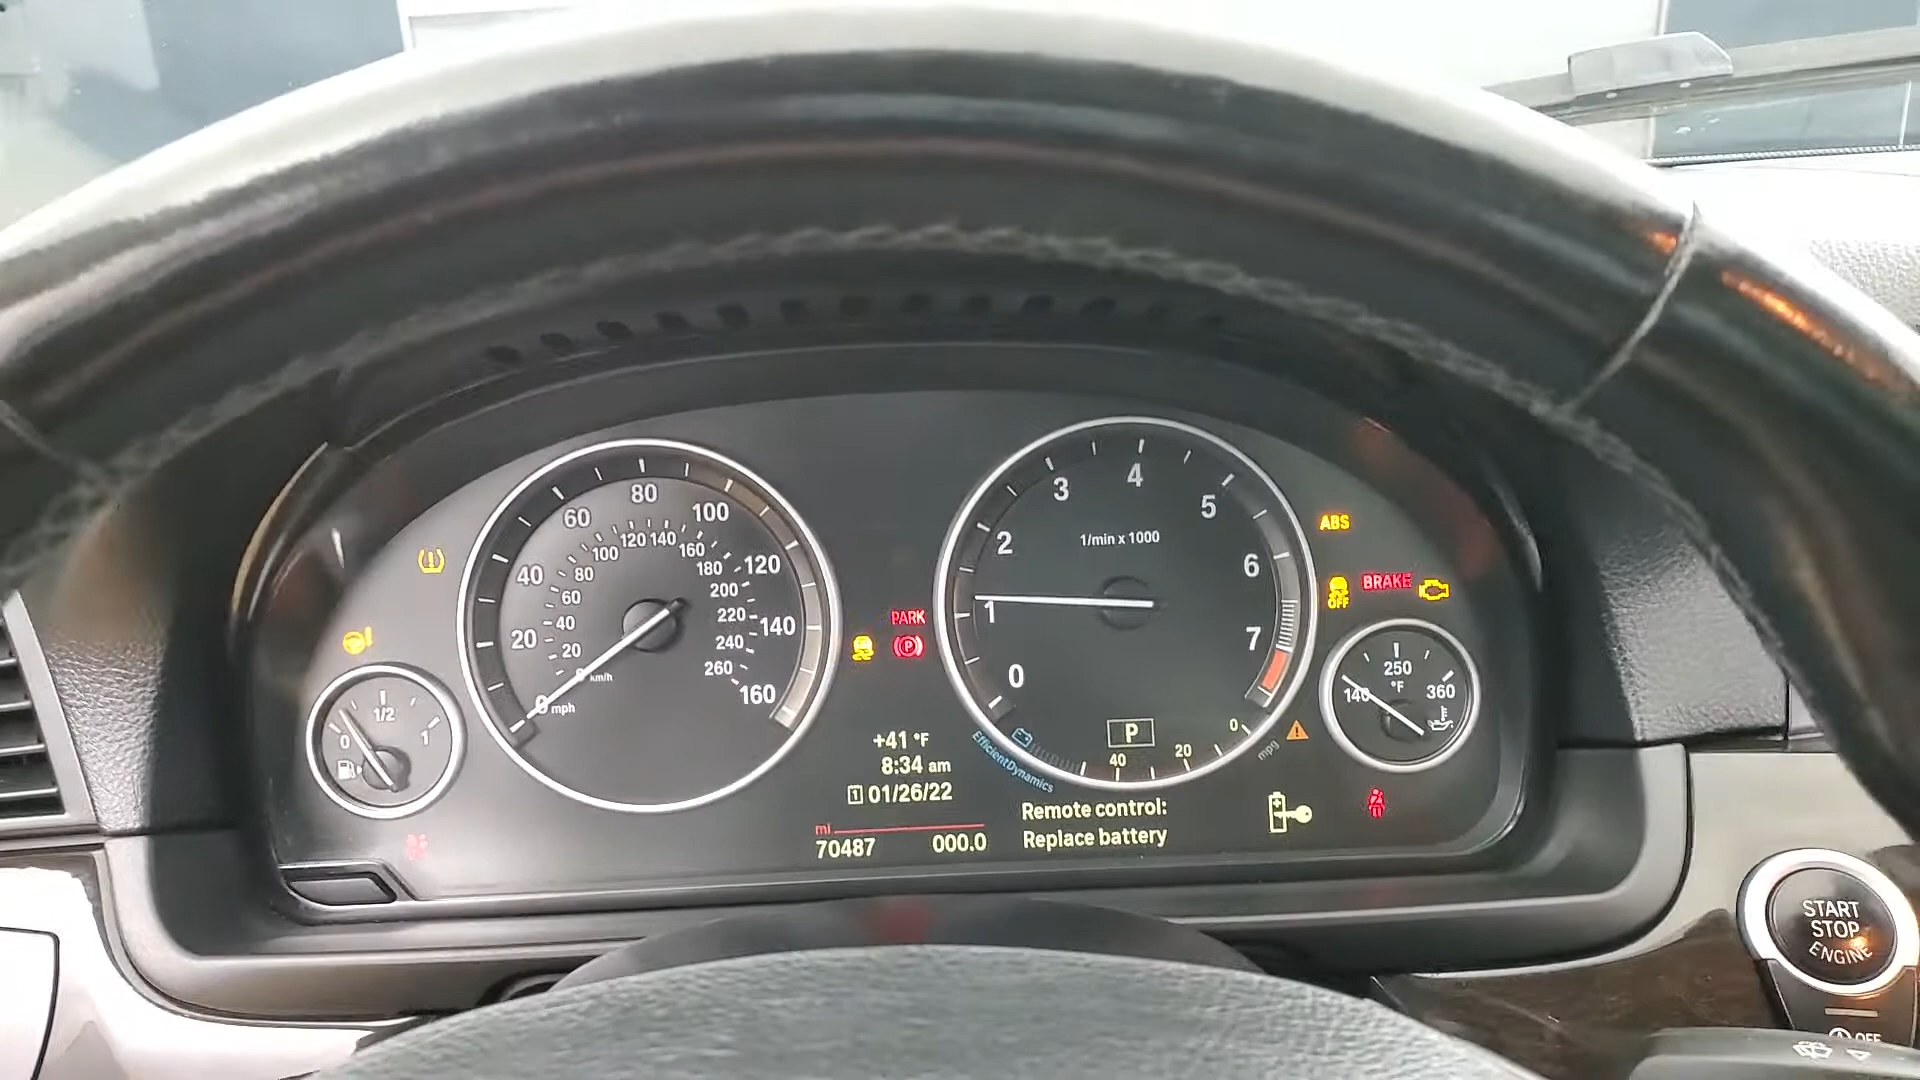 80
60
100
40
120
20
140
0 mph
160
120 140
100
160
80
180
60
200
40
220
20
240
0 km/h
260
1/2
0
1
PARK
P
+41 °F
8:34 am
1 01/26/22
mi
70487 000.0
4
3
5
2
1/min x 1000
6
1
7
0
P
40
20
0
mpg
EfficientDynamics
Remote control:
Replace battery
ABS
OFF
BRAKE
250
°F
140
360
START
STOP
ENGINE
A OFF